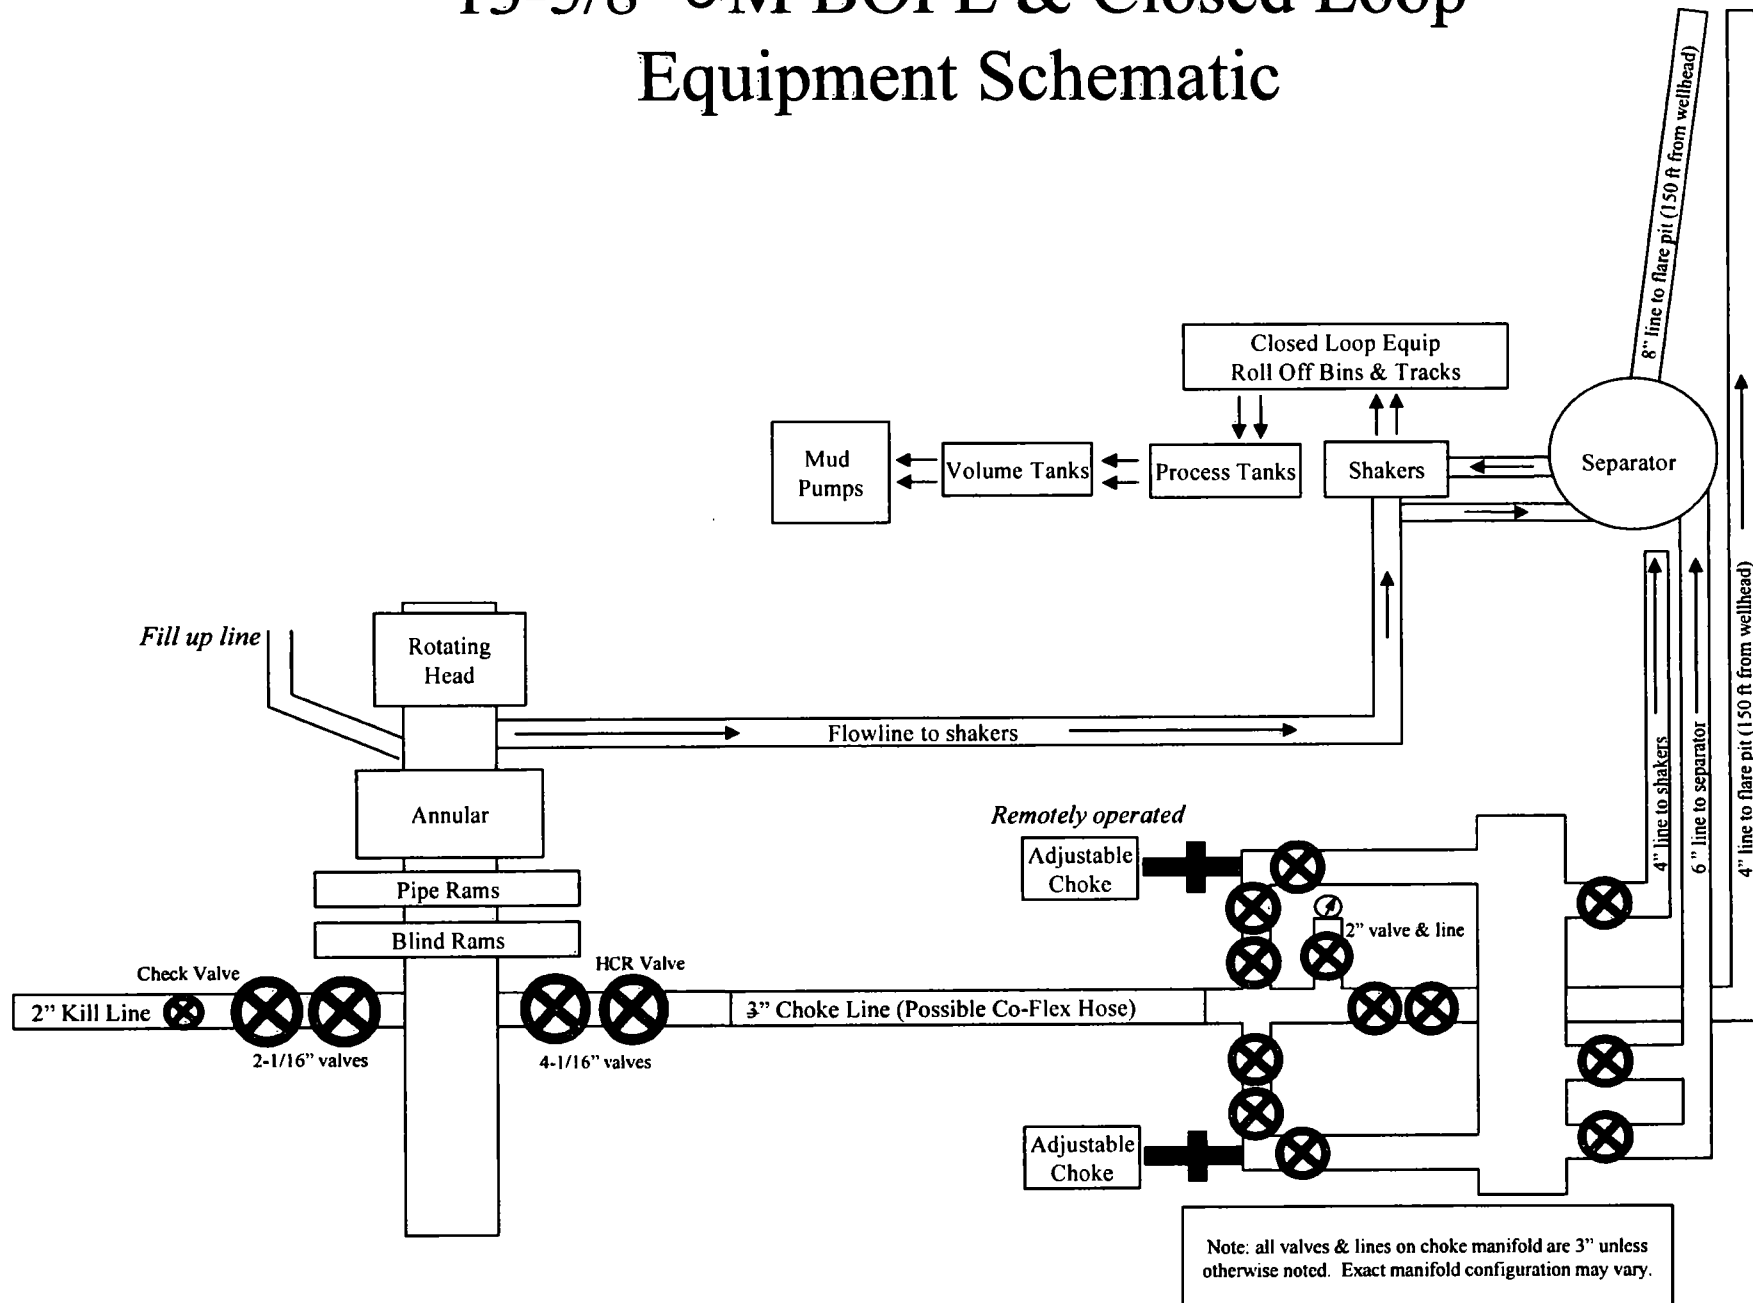 BOPE & Closed Loop
Equipment Schematic
8" line to flare pit (150 ft from wellhead)
Closed Loop Equip
Roll Off Bins & Tracks
Mud
Pumps
Volume Tanks
Process Tanks
Shakers
Separator
Fill up line
Rotating
Head
Flowline to shakers
4" line to shakers
6" line to separator
4" line to flare pit (150 ft from wellhead)
Annular
Remotely operated
Adjustable
Choke
Pipe Rams
Blind Rams
2" valve & line
Check Valve
HCR Valve
2" Kill Line
3" Choke Line (Possible Co-Flex Hose)
2-1/16" valves
4-1/16" valves
Adjustable
Choke
Note: all valves & lines on choke manifold are 3" unless
otherwise noted. Exact manifold configuration may vary.